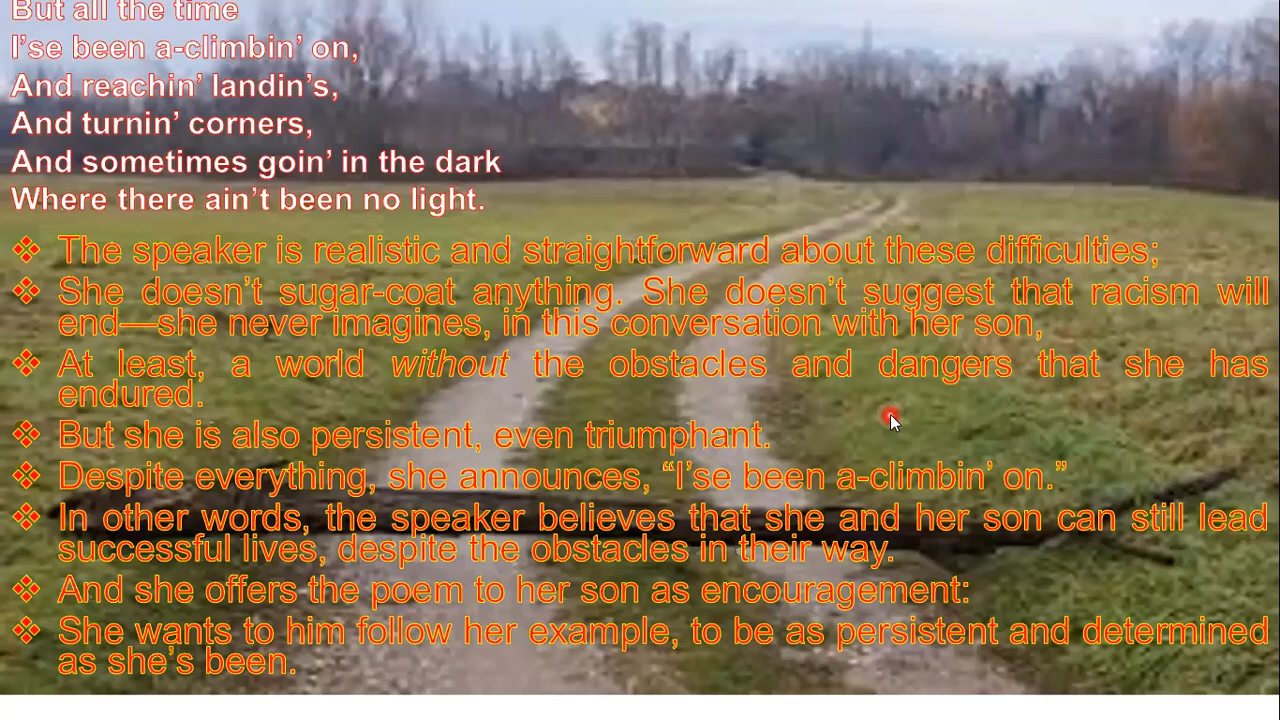 But all the time
I’se been a-climbin’ on,
And reachin’ landin’s,
And turnin’ corners,
And sometimes goin’ in the dark
Where there ain’t been no light.
❖ The speaker is realistic and straightforward about these difficulties;
❖ She doesn’t sugar-coat anything. She doesn’t suggest that racism will
end—she never imagines, in this conversation with her son,
❖ At least, a world without the obstacles and dangers that she has
endured.
❖ But she is also persistent, even triumphant.
❖ Despite everything, she announces, “I’se been a-climbin’ on.”
❖ In other words, the speaker believes that she and her son can still lead
successful lives, despite the obstacles in their way.
❖ And she offers the poem to her son as encouragement:
❖ She wants to him follow her example, to be as persistent and determined
as she’s been.